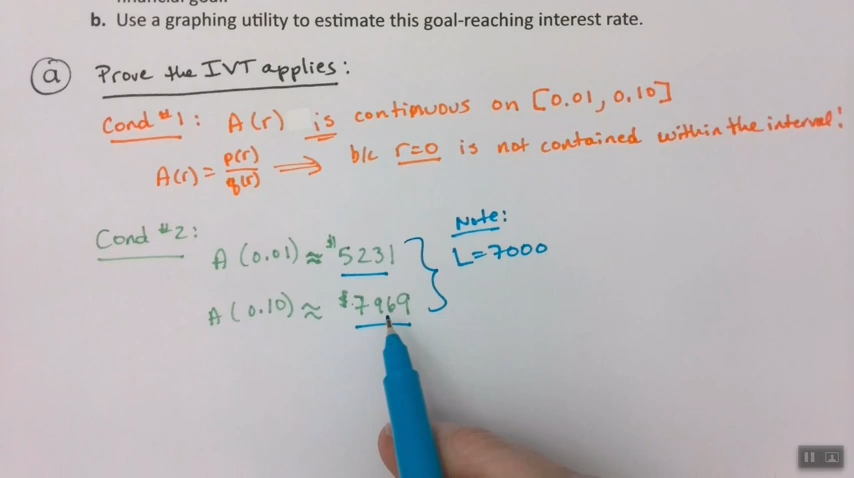 financial goal.
b. Use a graphing utility to estimate this goal-reaching interest rate.
(a) Prove the IVT applies:
Cond #1: A(r) is continuous on [0.01, 0.10]
A(r) = p(r)/q(r) ⟹ b/c r=0 is not contained within the interval!
Cond #2:
A(0.01) ≈ $5231
A(0.10) ≈ $7969
Note:
L=7000